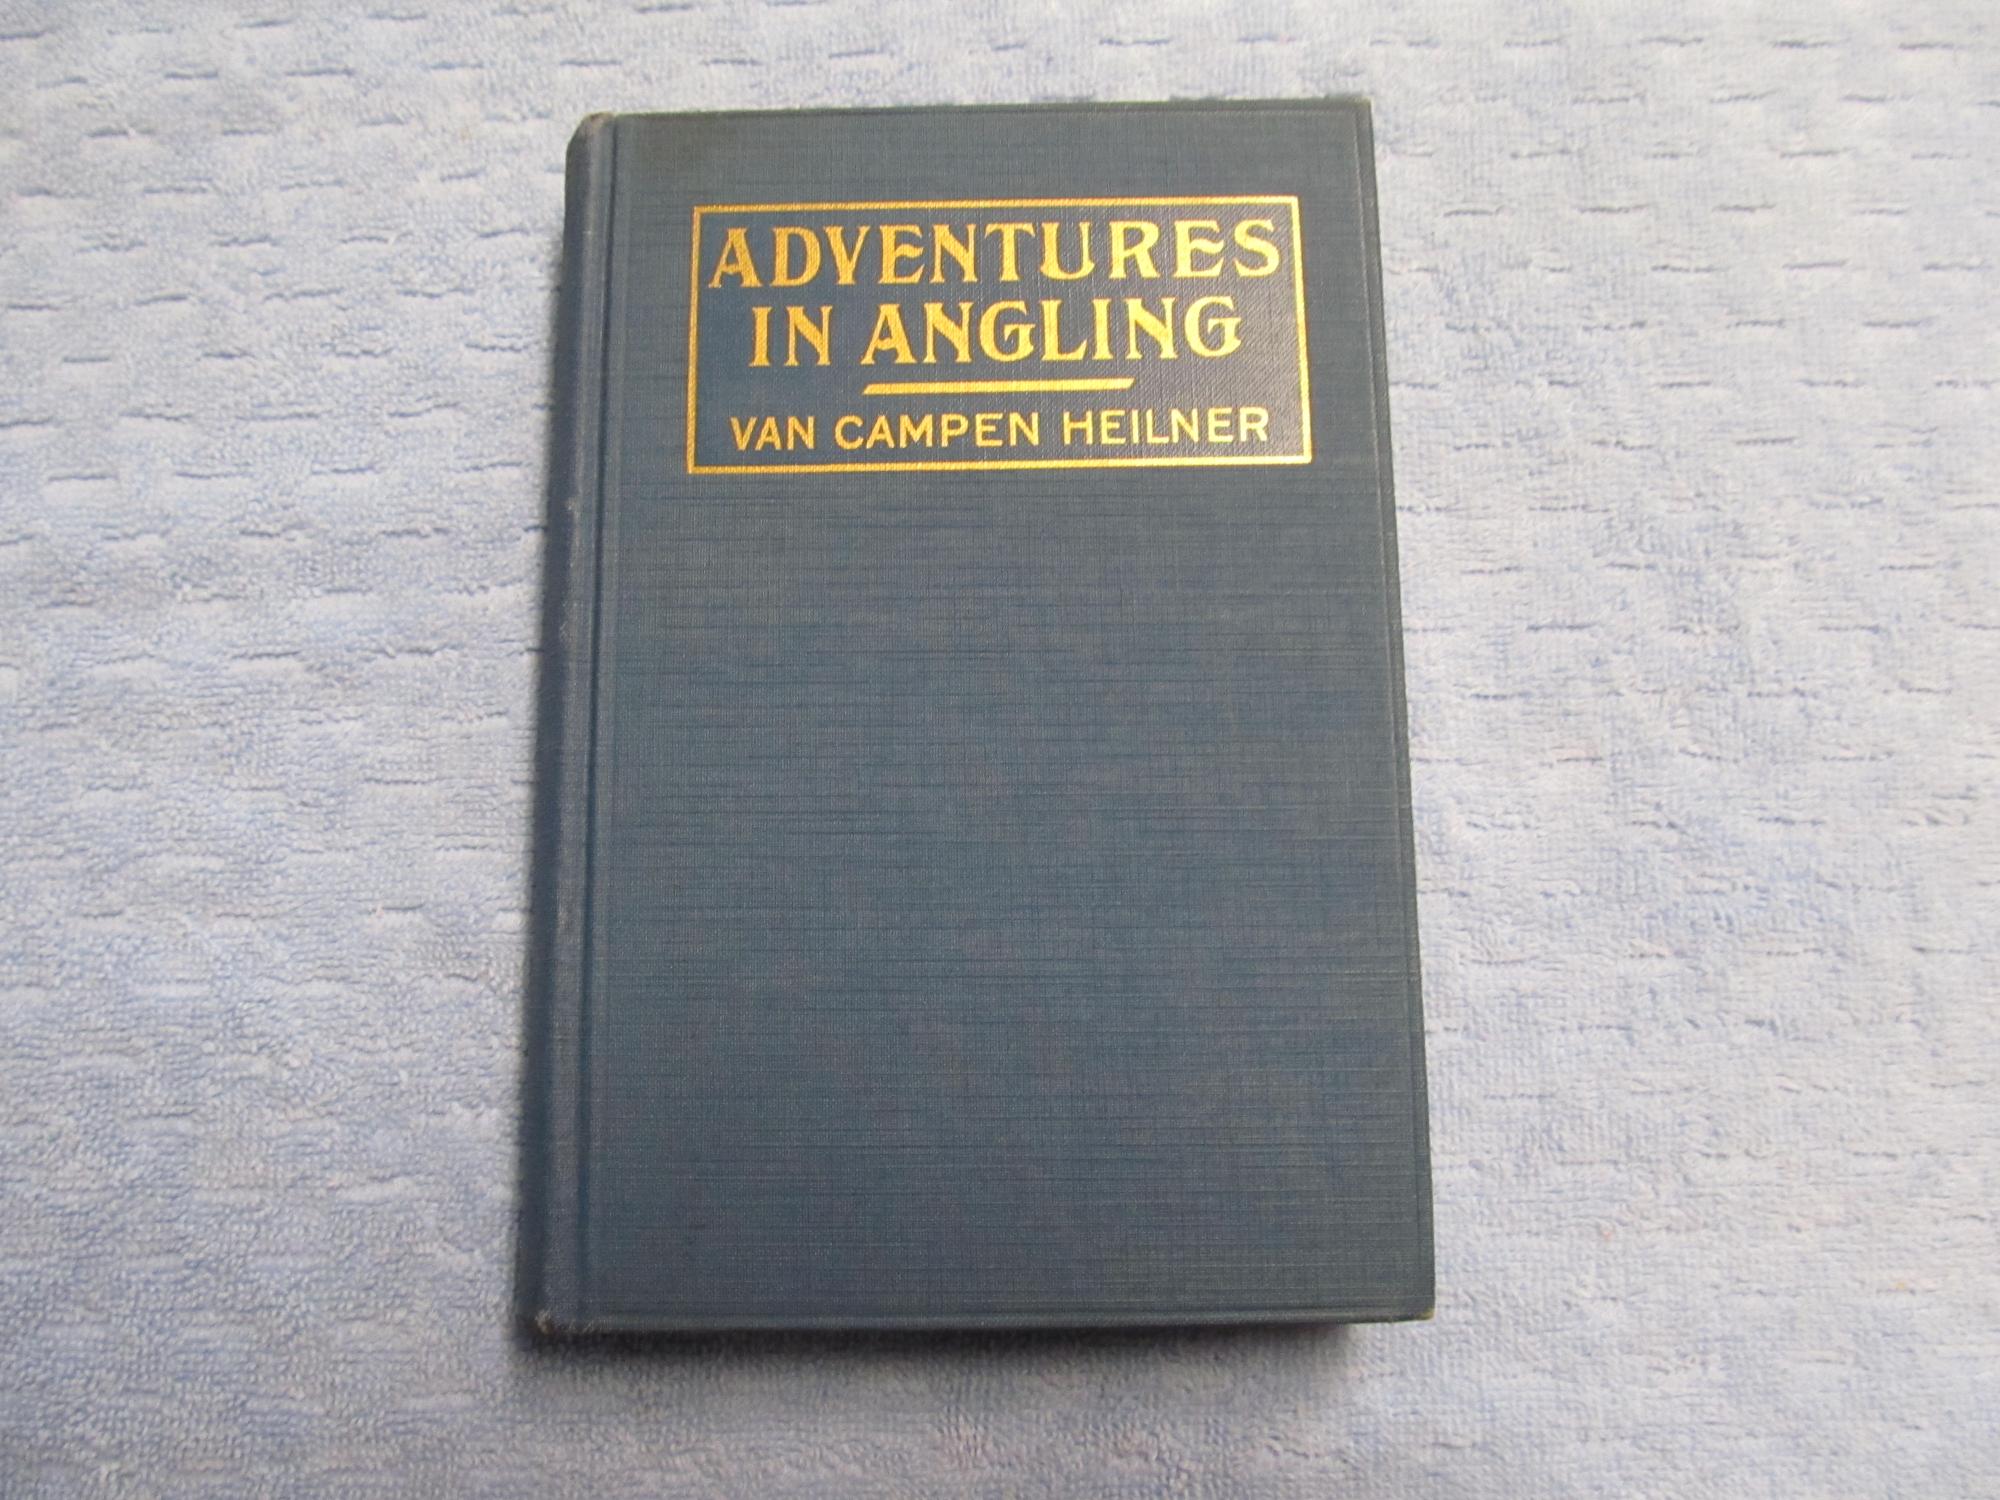 ADVENTURES
IN ANGLING
VAN CAMPEN HEILNER